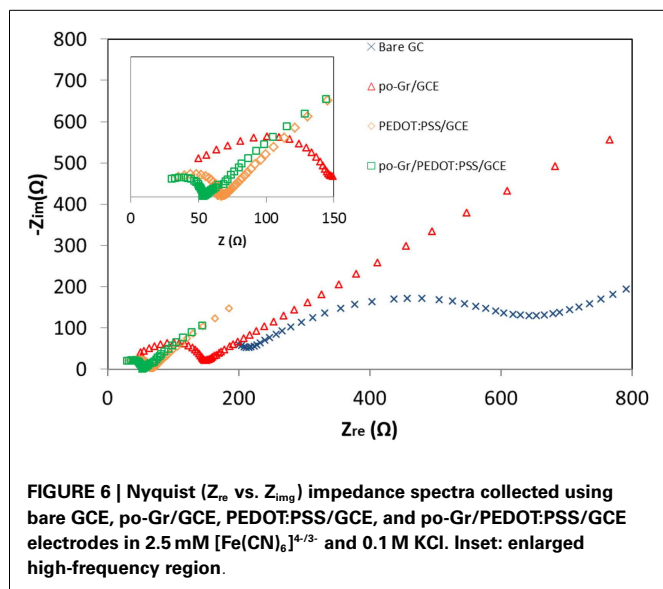 800
700
600
500
400
300
200
100
0
-Zim(Ω)
0
50
100
150
Z (Ω)
× Bare GC
△ po-Gr/GCE
◇ PEDOT:PSS/GCE
□ po-Gr/PEDOT:PSS/GCE
0
200
400
600
800
Zre (Ω)
FIGURE 6 | Nyquist (Zre vs. Zimg) impedance spectra collected using
bare GCE, po-Gr/GCE, PEDOT:PSS/GCE, and po-Gr/PEDOT:PSS/GCE
electrodes in 2.5 mM [Fe(CN)6]4-/3- and 0.1 M KCl. Inset: enlarged
high-frequency region.